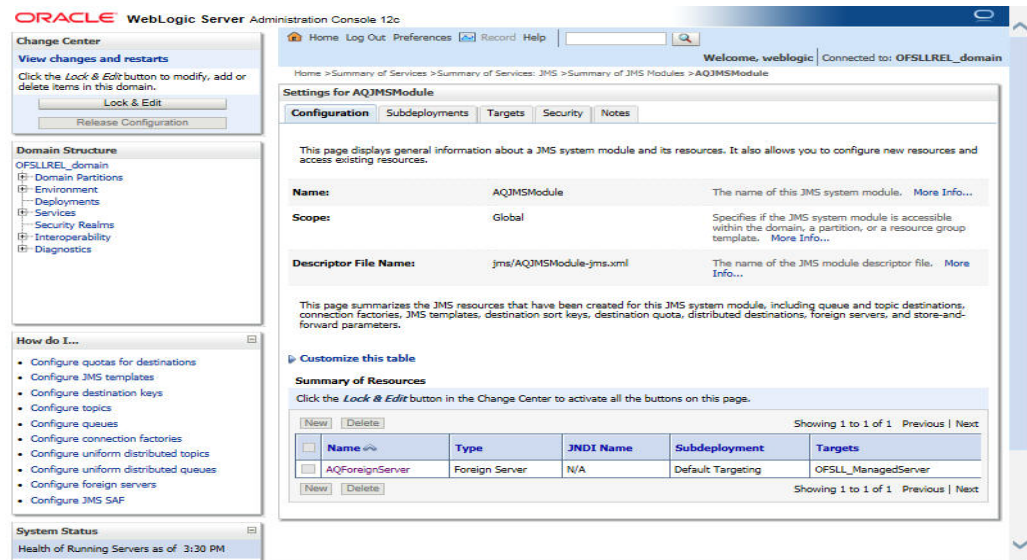 ORACLE WebLogic Server Administration Console 12c
Change Center
View changes and restarts
Click the Lock & Edit button to modify, add or
delete items in this domain.
Lock & Edit
Release Configuration
Domain Structure
OFSLLREL_domain
Domain Partitions
Environment
Deployments
Services
Security Realms
Interoperability
Diagnostics
How do I...
Configure quotas for destinations
Configure JMS templates
Configure destination keys
Configure topics
Configure queues
Configure connection factories
Configure uniform distributed topics
Configure uniform distributed queues
Configure foreign servers
Configure JMS SAF
System Status
Health of Running Servers as of 3:30 PM
Home Log Out Preferences Record Help
Welcome, weblogic Connected to: OFSLLREL_domain
Home >Summary of Services >Summary of Services: JMS >Summary of JMS Modules >AQJMSModule
Settings for AQJMSModule
Configuration Subdeployments Targets Security Notes
This page displays general information about a JMS system module and its resources. It also allows you to configure new resources and
access existing resources.
Name: AQJMSModule The name of this JMS system module. More Info...
Scope: Global Specifies if the JMS system module is accessible
within the domain, a partition, or a resource group
template. More Info...
Descriptor File Name: jms/AQJMSModule-jms.xml The name of the JMS module descriptor file. More
Info...
This page summarizes the JMS resources that have been created for this JMS system module, including queue and topic destinations,
connection factories, JMS templates, destination sort keys, destination quota, distributed destinations, foreign servers, and store-and-
forward parameters.
Customize this table
Summary of Resources
Click the Lock & Edit button in the Change Center to activate all the buttons on this page.
New Delete Showing 1 to 1 of 1 Previous | Next
Name Type JNDI Name Subdeployment Targets
AQForeignServer Foreign Server N/A Default Targeting OFSLL_ManagedServer
New Delete Showing 1 to 1 of 1 Previous | Next